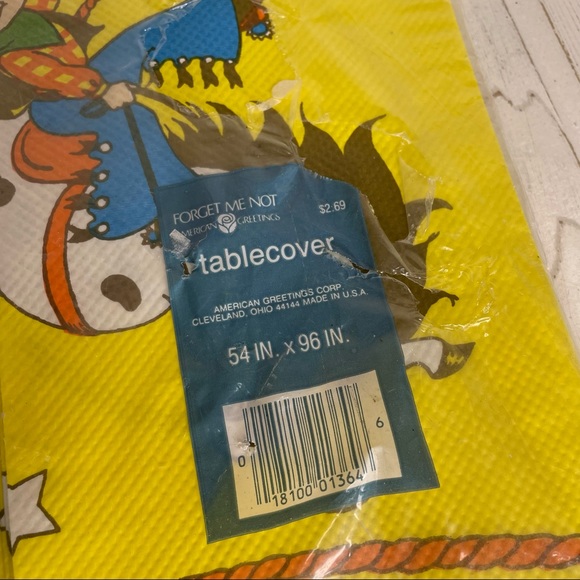 FORGET ME NOT
AMERICAN GREETINGS
$2.69
tablecover
AMERICAN GREETINGS CORP.
CLEVELAND, OHIO 44144 MADE IN U.S.A.
54 IN. x 96 IN.
0 18100 01364 6